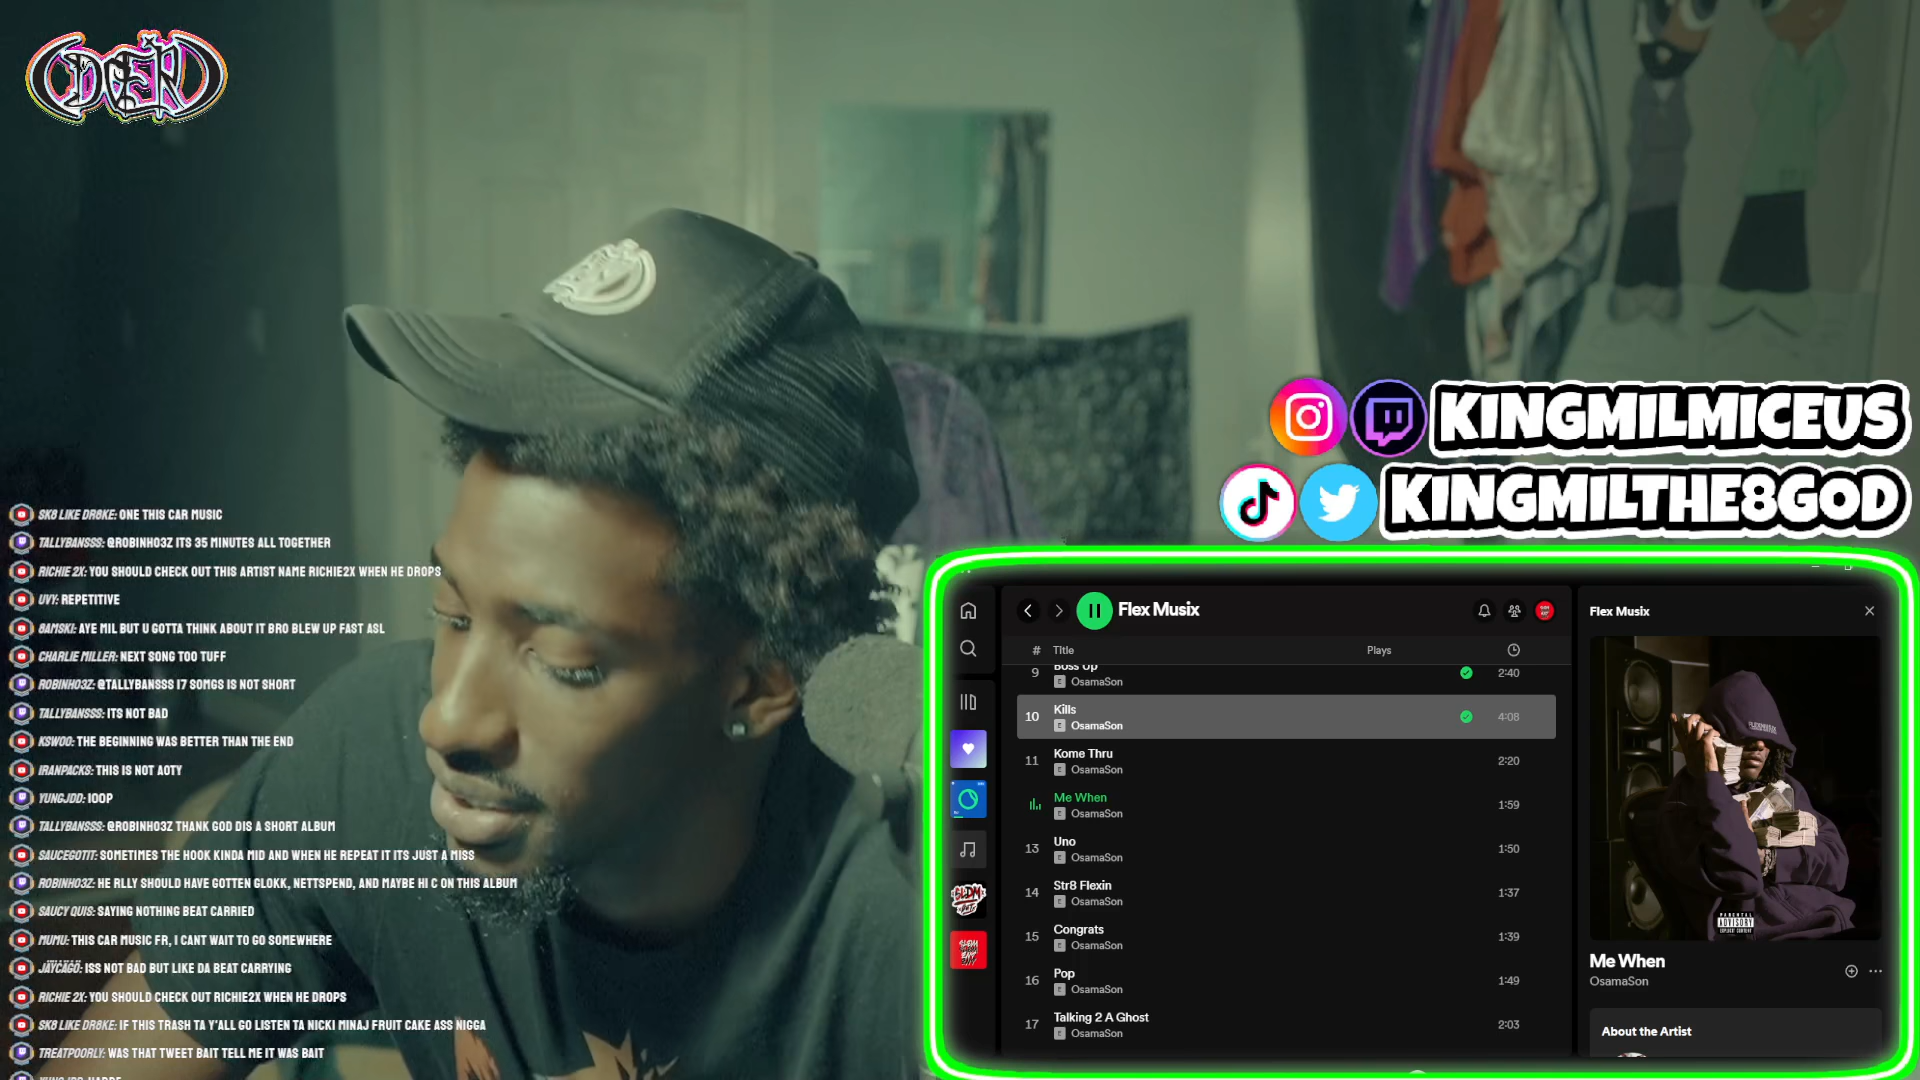 DGER
KINGMILMICEUS
KINGMILTHE8GOD
SK8 LIKE DR8KE: ONE THIS CAR MUSIC
TALLYBANSSS: @ROBINHO3Z ITS 35 MINUTES ALL TOGETHER
RICHIE 2X: YOU SHOULD CHECK OUT THIS ARTIST NAME RICHIE2X WHEN HE DROPS
UVY: REPETITIVE
8AMSKI: AYE MIL BUT U GOTTA THINK ABOUT IT BRO BLEW UP FAST ASL
CHARLIE MILLER: NEXT SONG TOO TUFF
ROBINHO3Z: @TALLYBANSSS 17 SOMGS IS NOT SHORT
TALLYBANSSS: ITS NOT BAD
KSWOO: THE BEGINNING WAS BETTER THAN THE END
IRANPACKS: THIS IS NOT AOTY
YUNGJDD: 100P
TALLYBANSSS: @ROBINHO3Z THANK GOD DIS A SHORT ALBUM
SAUCEGOTIT: SOMETIMES THE HOOK KINDA MID AND WHEN HE REPEAT IT ITS JUST A MISS
ROBINHO3Z: HE RLLY SHOULD HAVE GOTTEN GLOKK, NETTSPEND, AND MAYBE HI C ON THIS ALBUM
SAUCY QUIS: SAYING NOTHING BEAT CARRIED
MUMU: THIS CAR MUSIC FR, I CANT WAIT TO GO SOMEWHERE
JAYCAGO: ISS NOT BAD BUT LIKE DA BEAT CARRYING
RICHIE 2X: YOU SHOULD CHECK OUT RICHIE2X WHEN HE DROPS
SK8 LIKE DR8KE: IF THIS TRASH TA Y'ALL GO LISTEN TA NICKI MINAJ FRUIT CAKE ASS NIGGA
TREATPOORLY: WAS THAT TWEET BAIT TELL ME IT WAS BAIT
Flex Musix
# Title Plays
9 Boss Up 2:40
E OsamaSon
10 Kills 4:08
E OsamaSon
11 Kome Thru 2:20
E OsamaSon
Me When 1:59
E OsamaSon
13 Uno 1:50
E OsamaSon
14 Str8 Flexin 1:37
E OsamaSon
15 Congrats 1:39
E OsamaSon
16 Pop 1:49
E OsamaSon
17 Talking 2 A Ghost 2:03
E OsamaSon
Flex Musix
PARENTAL
ADVISORY
EXPLICIT CONTENT
Me When
OsamaSon
About the Artist